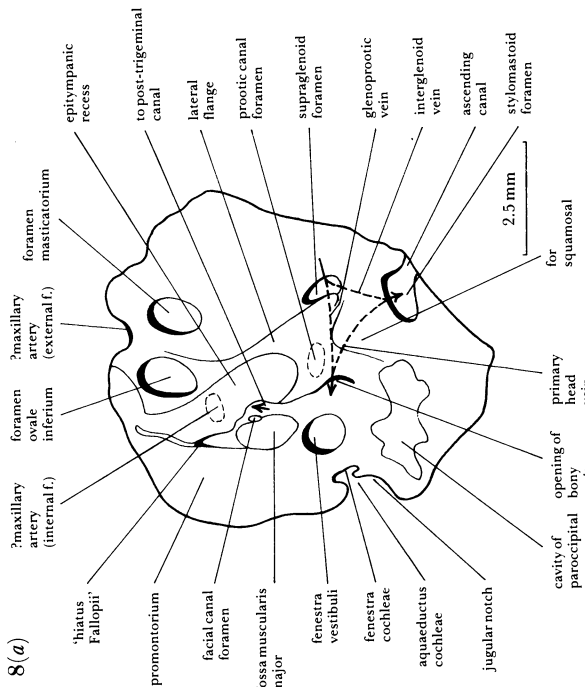 8(a)
?maxillary
artery
(internal f.)
foramen
ovale
inferium
?maxillary
artery
(external f.)
foramen
masticatorium
epitympanic
recess
to post-trigeminal
canal
lateral
flange
prootic canal
foramen
supraglenoid
foramen
glenoprootic
vein
interglenoid
vein
ascending
canal
stylomastoid
foramen
'hiatus
Fallopii'
promontorium
facial canal
foramen
ossa muscularis
najor
fenestra
vestibuli
fenestra
cochleae
aquaeductus
cochleae
jugular notch
2.5 mm
cavity of
paroccipital
opening of
bony
primary
head
for
squamosal